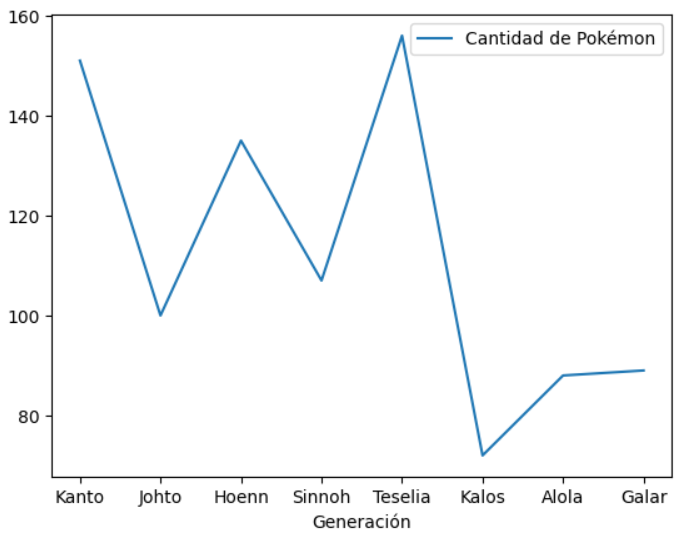 Cantidad de Pokémon
160
140
120
100
80
Kanto Johto Hoenn Sinnoh Teselia Kalos Alola Galar
Generación